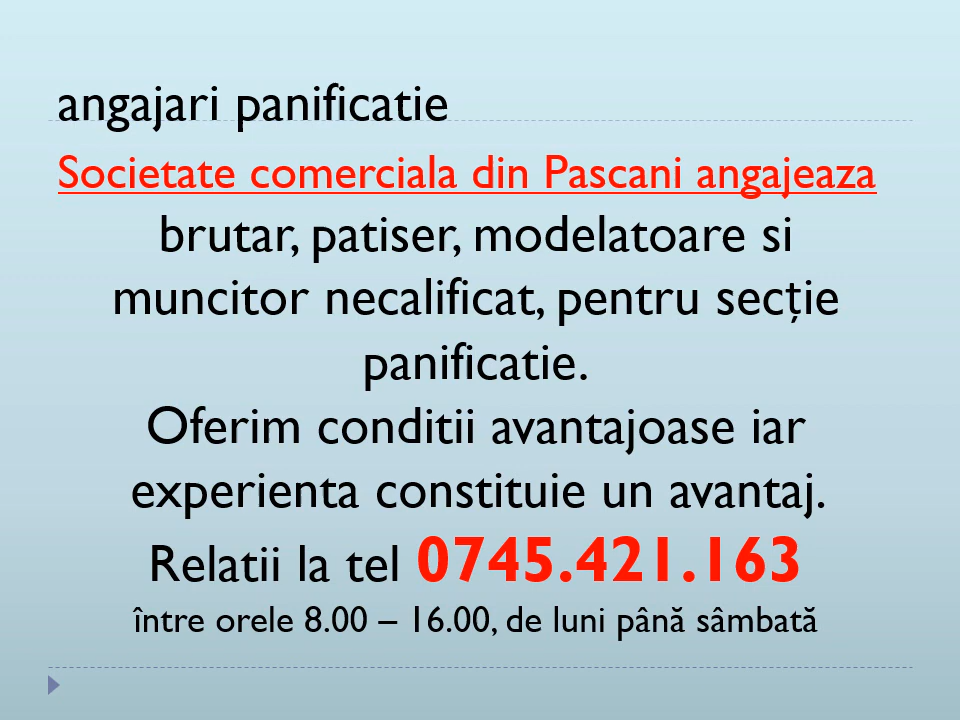 angajari panificatie
Societate comerciala din Pascani angajeaza
brutar, patiser, modelatoare si
muncitor necalificat, pentru secție
panificatie.
Oferim conditii avantajoase iar
experienta constituie un avantaj.
Relatii la tel 0745.421.163
între orele 8.00 – 16.00, de luni până sâmbată